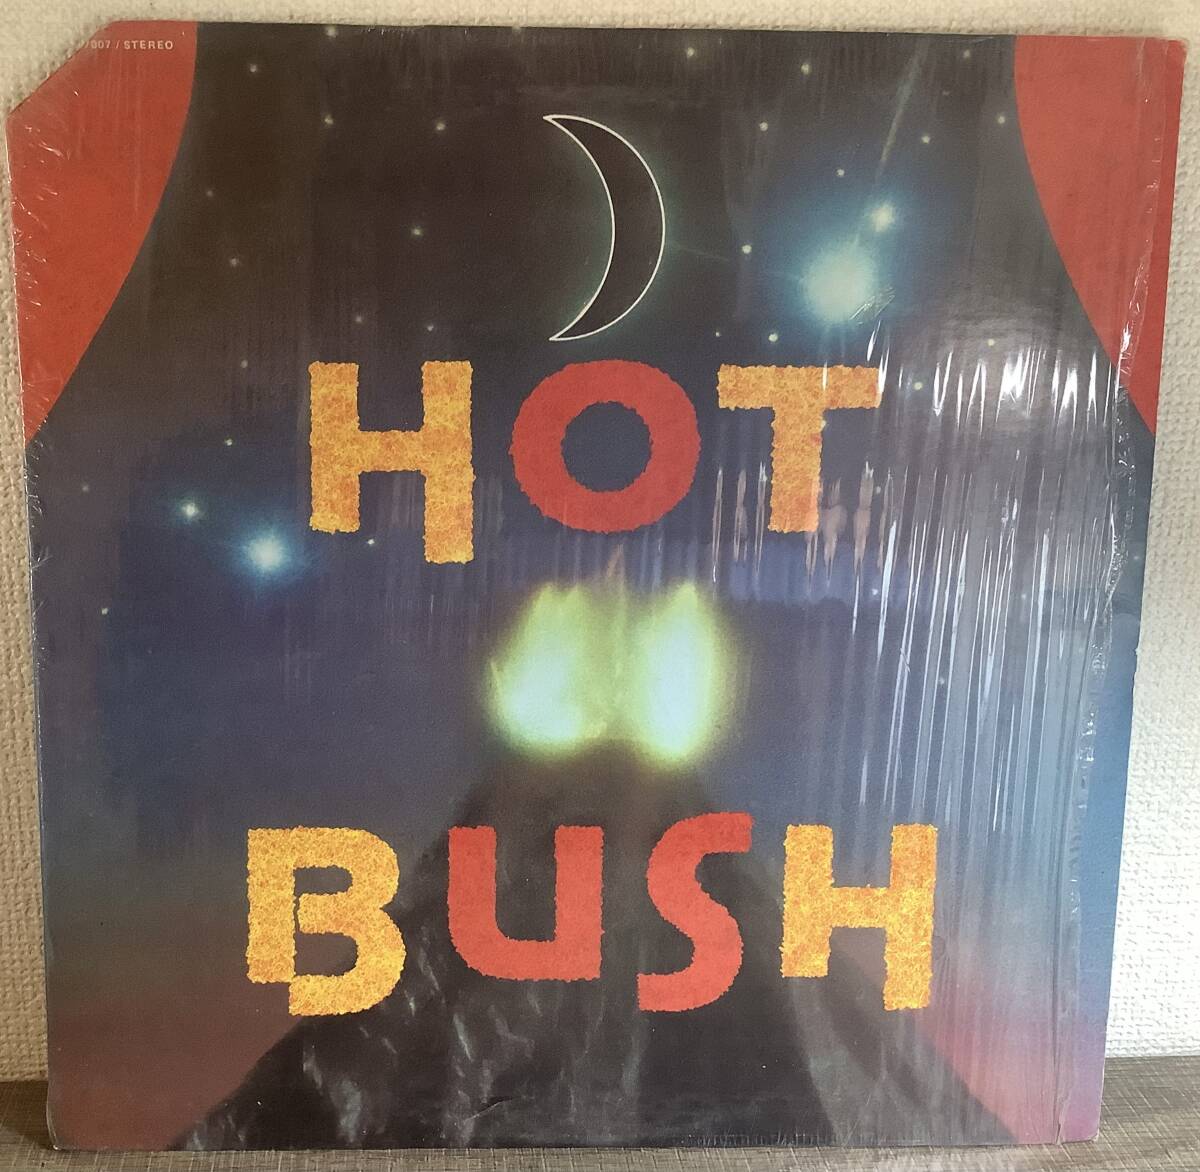 /007 / STEREO
HOT
BUSH